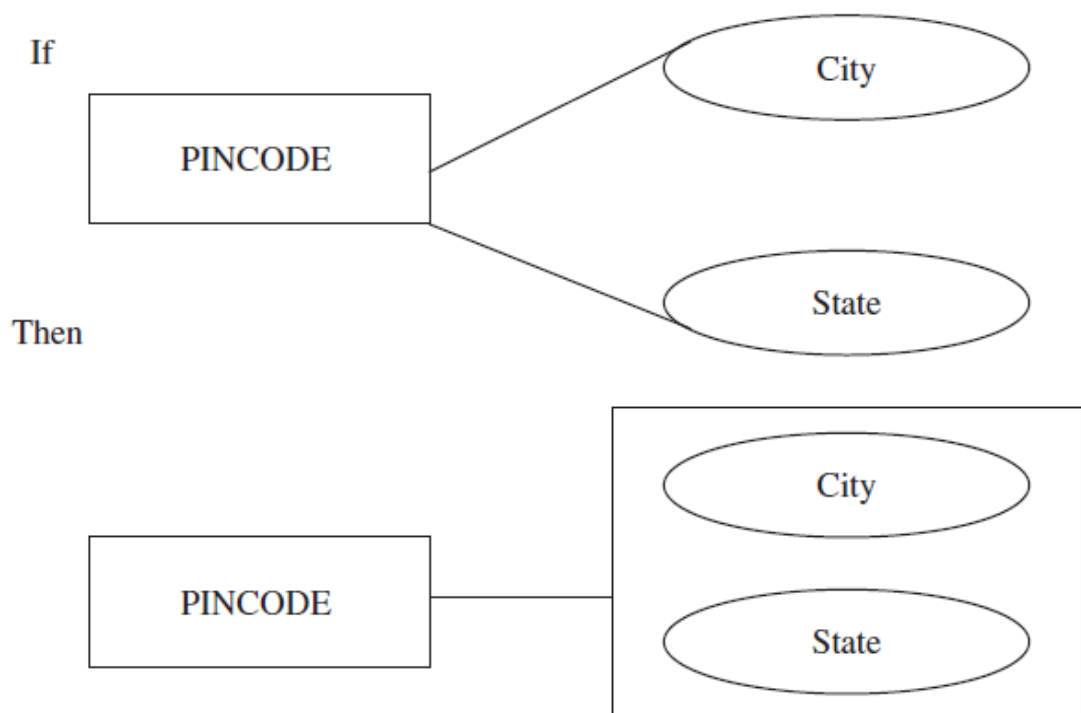 If
City
PINCODE
State
Then
City
PINCODE
State